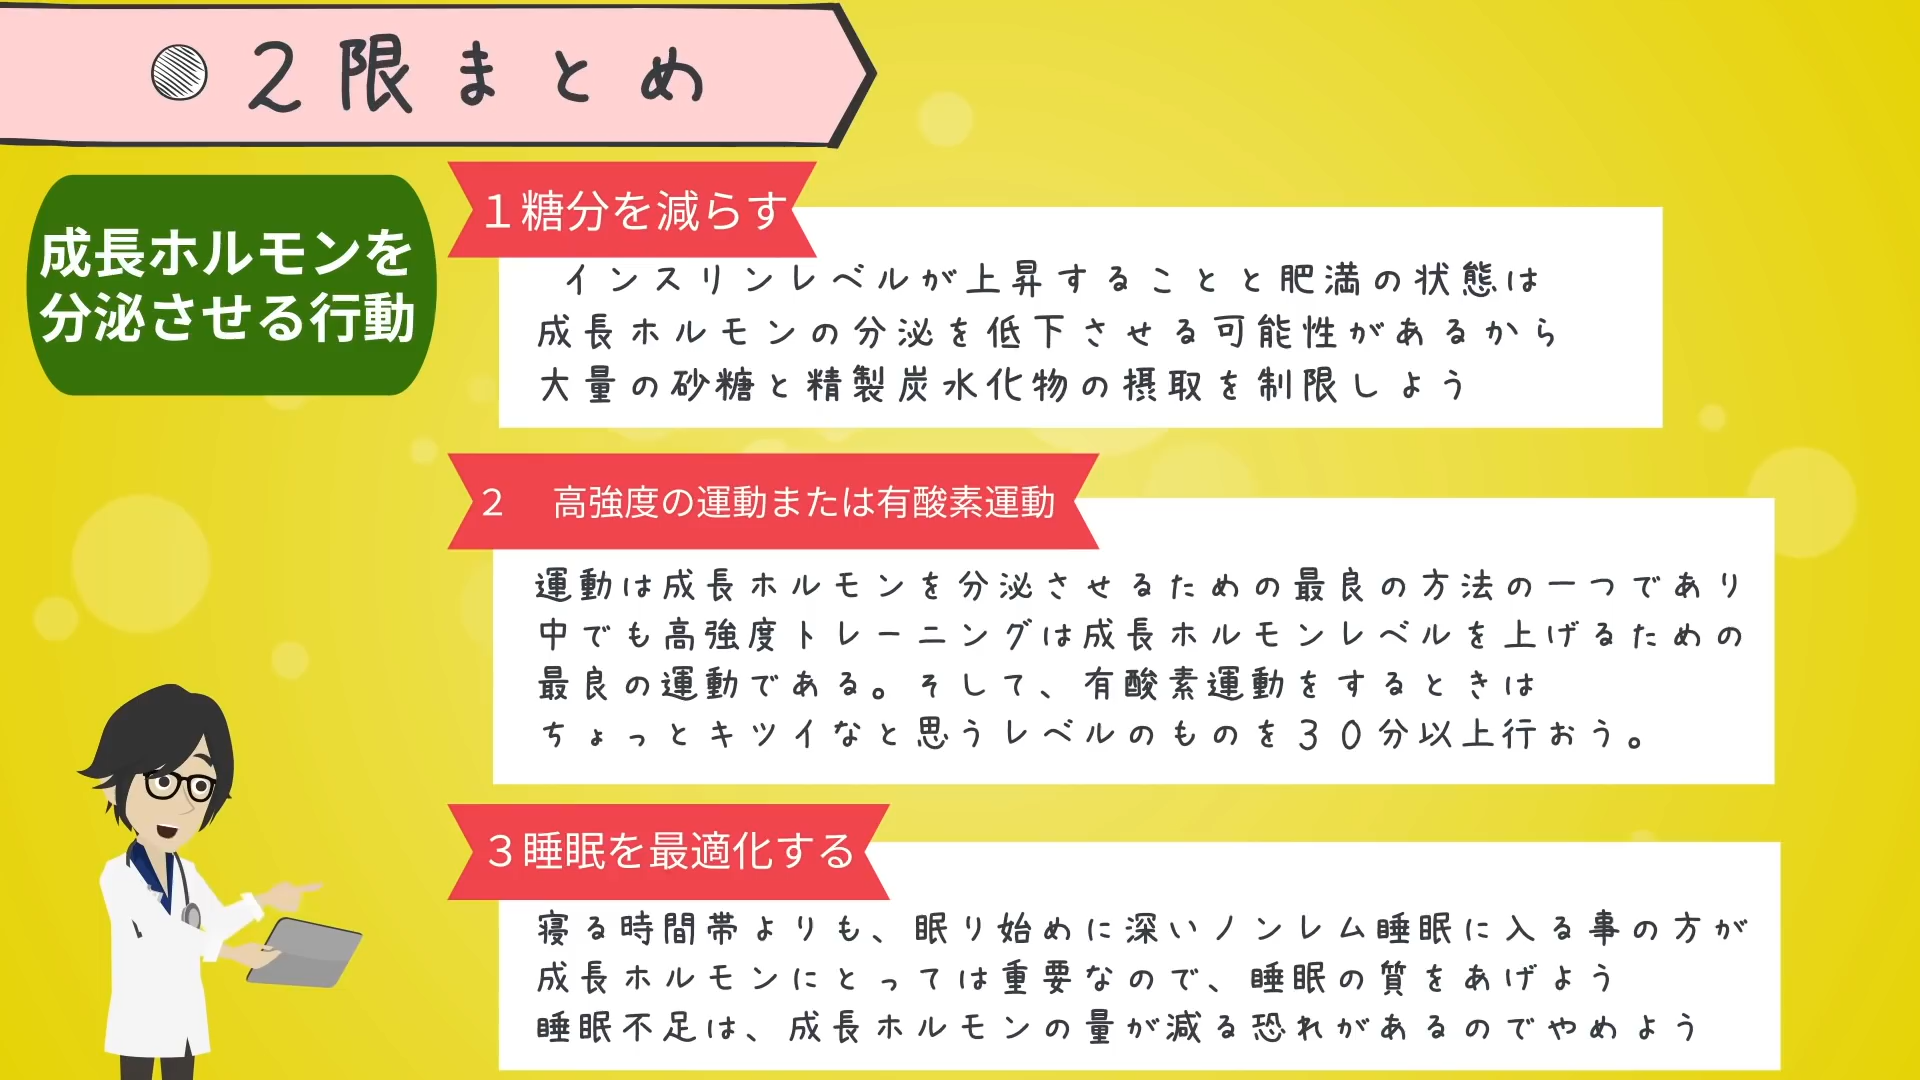 ２限まとめ
成長ホルモンを
分泌させる行動
１糖分を減らす
インスリンレベルが上昇することと肥満の状態は
成長ホルモンの分泌を低下させる可能性があるから
大量の砂糖と精製炭水化物の摂取を制限しよう
２　高強度の運動または有酸素運動
運動は成長ホルモンを分泌させるための最良の方法の一つであり
中でも高強度トレーニングは成長ホルモンレベルを上げるための
最良の運動である。そして、有酸素運動をするときは
ちょっとキツイなと思うレベルのものを３０分以上行おう。
３睡眠を最適化する
寝る時間帯よりも、眠り始めに深いノンレム睡眠に入る事の方が
成長ホルモンにとっては重要なので、睡眠の質をあげよう
睡眠不足は、成長ホルモンの量が減る恐れがあるのでやめよう